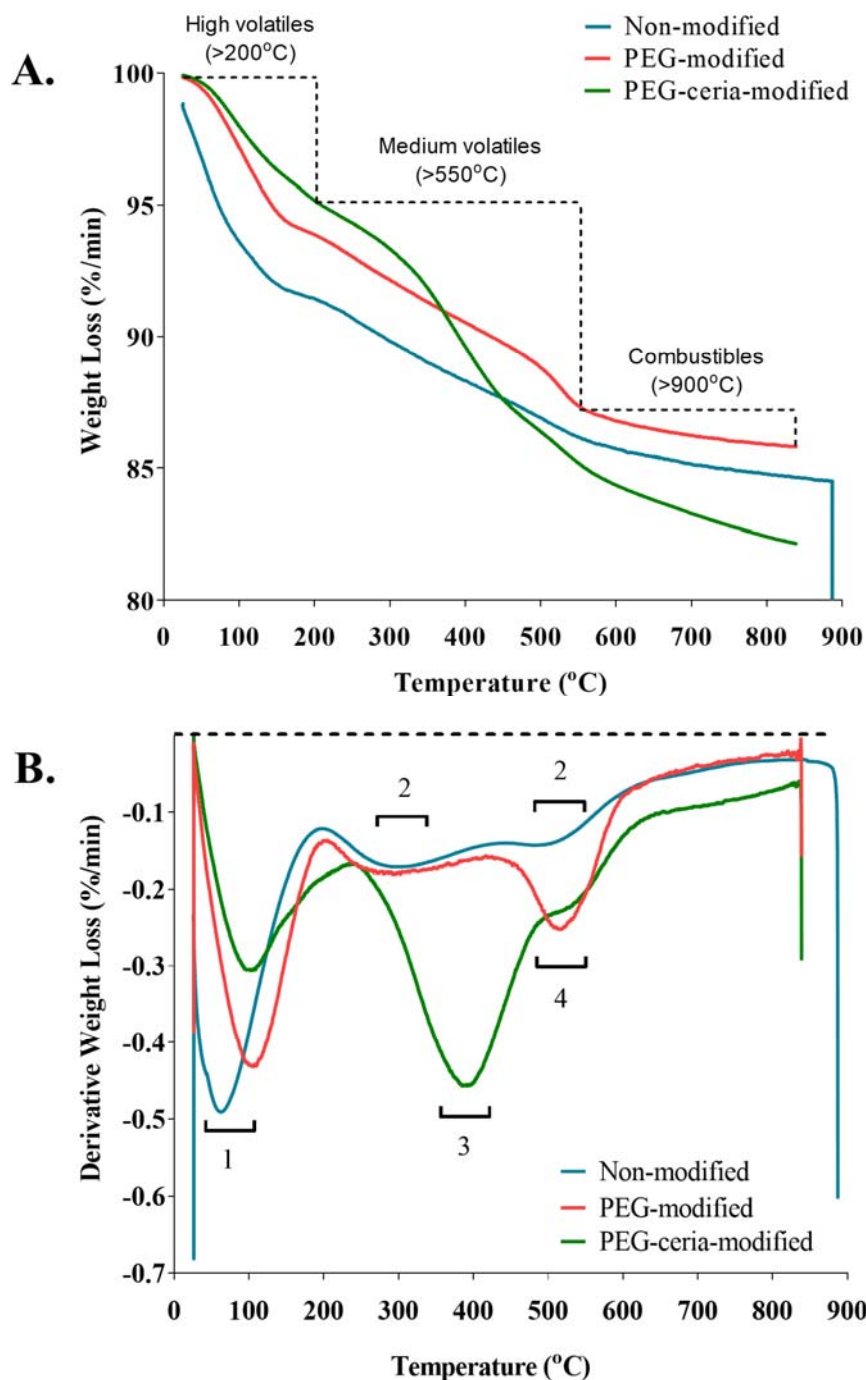 A.
High volatiles
(>200°C)
Non-modified
PEG-modified
PEG-ceria-modified
Medium volatiles
(>550°C)
Combustibles
(>900°C)
Weight Loss (%/min)
100
95
90
85
80
0 100 200 300 400 500 600 700 800 900
Temperature (°C)
B.
2
2
1
3
4
Non-modified
PEG-modified
PEG-ceria-modified
Derivative Weight Loss (%/min)
-0.1
-0.2
-0.3
-0.4
-0.5
-0.6
-0.7
0 100 200 300 400 500 600 700 800 900
Temperature (°C)